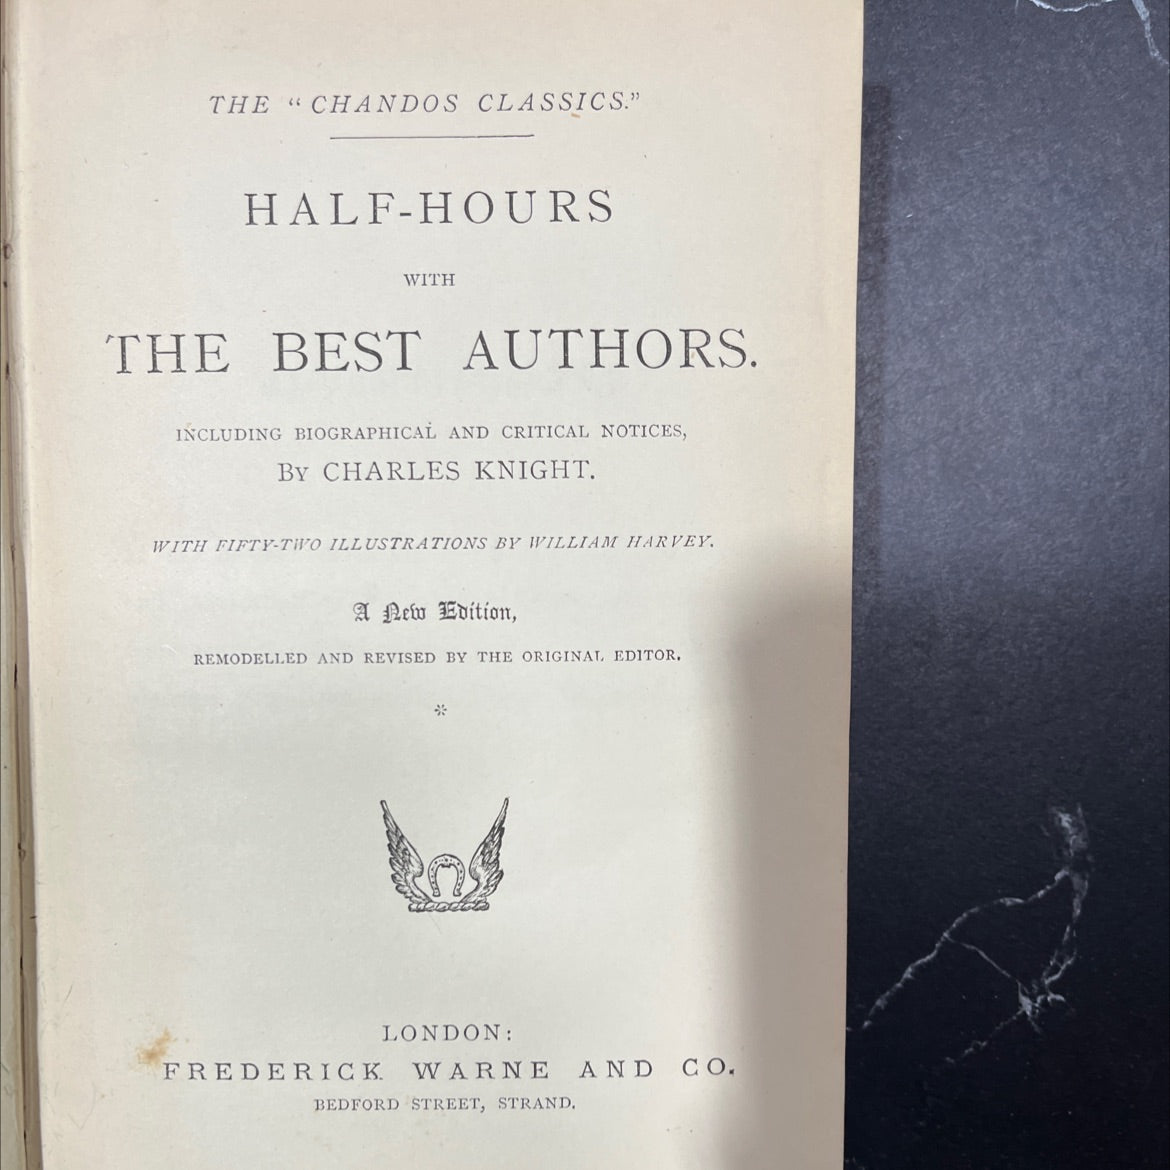 THE “CHANDOS CLASSICS.”
HALF-HOURS
WITH
THE BEST AUTHORS.
INCLUDING BIOGRAPHICAL AND CRITICAL NOTICES,
By CHARLES KNIGHT.
WITH FIFTY-TWO ILLUSTRATIONS BY WILLIAM HARVEY.
A New Edition,
REMODELLED AND REVISED BY THE ORIGINAL EDITOR.
*
LONDON:
FREDERICK WARNE AND CO.
BEDFORD STREET, STRAND.